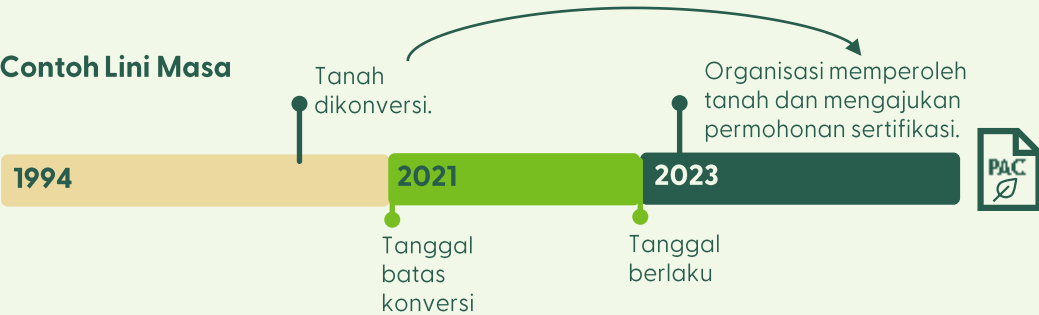 Contoh Lini Masa
Tanah
dikonversi.
Organisasi memperoleh
tanah dan mengajukan
permohonan sertifikasi.
1994
2021
2023
PAC
Tanggal
batas
konversi
Tanggal
berlaku